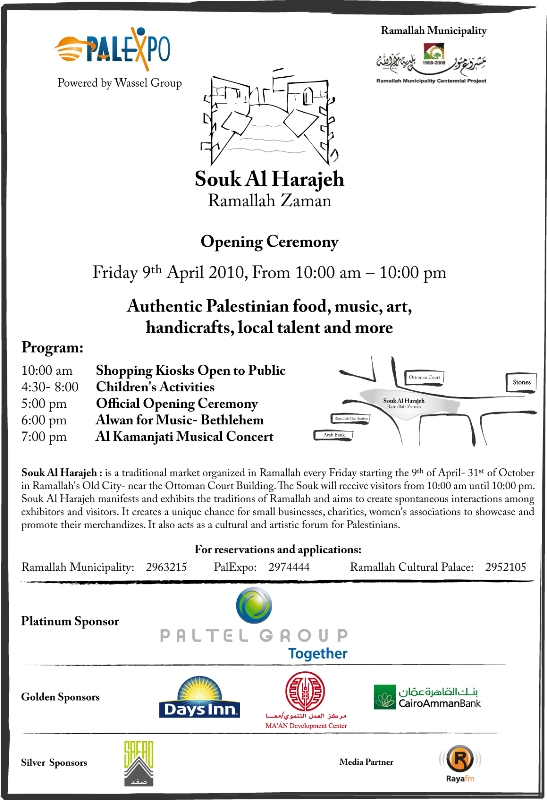 PALEXPO
Powered by Wassel Group
Ramallah Municipality
1908-2008
Ramallah Municipality Centennial Project
Souk Al Harajeh
Ramallah Zaman
Opening Ceremony
Friday 9th April 2010, From 10:00 am – 10:00 pm
Authentic Palestinian food, music, art,
handicrafts, local talent and more
Program:
10:00 am Shopping Kiosks Open to Public
4:30- 8:00 Children's Activities
5:00 pm Official Opening Ceremony
6:00 pm Alwan for Music- Bethlehem
7:00 pm Al Kamanjati Musical Concert
Ottoman Court
Stones
Souk Al Harajeh
Ramallah Zaman
Arab Bank
Souk Al Harajeh : is a traditional market organized in Ramallah every Friday starting the 9th of April- 31st of October
in Ramallah's Old City- near the Ottoman Court Building. The Souk will receive visitors from 10:00 am until 10:00 pm.
Souk Al Harajeh manifests and exhibits the traditions of Ramallah and aims to create spontaneous interactions among
exhibitors and visitors. It creates a unique chance for small businesses, charities, women's associations to showcase and
promote their merchandizes. It also acts as a cultural and artistic forum for Palestinians.
For reservations and applications:
Ramallah Municipality: 2963215 PalExpo: 2974444 Ramallah Cultural Palace: 2952105
Platinum Sponsor
PALTEL GROUP
Together
Golden Sponsors
Days Inn
مركز العمل التنموي/معا
MA'AN Development Center
بنك القاهرة عمان
CairoAmmanBank
Silver Sponsors
SAFAD
صفد
Media Partner
Rayafm